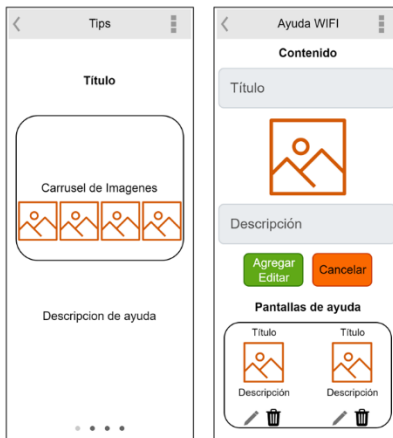 Tips
Título
Carrusel de Imagenes
Descripcion de ayuda
Ayuda WIFI
Contenido
Título
Descripción
Agregar
Editar
Cancelar
Pantallas de ayuda
Título
Título
Descripción
Descripción